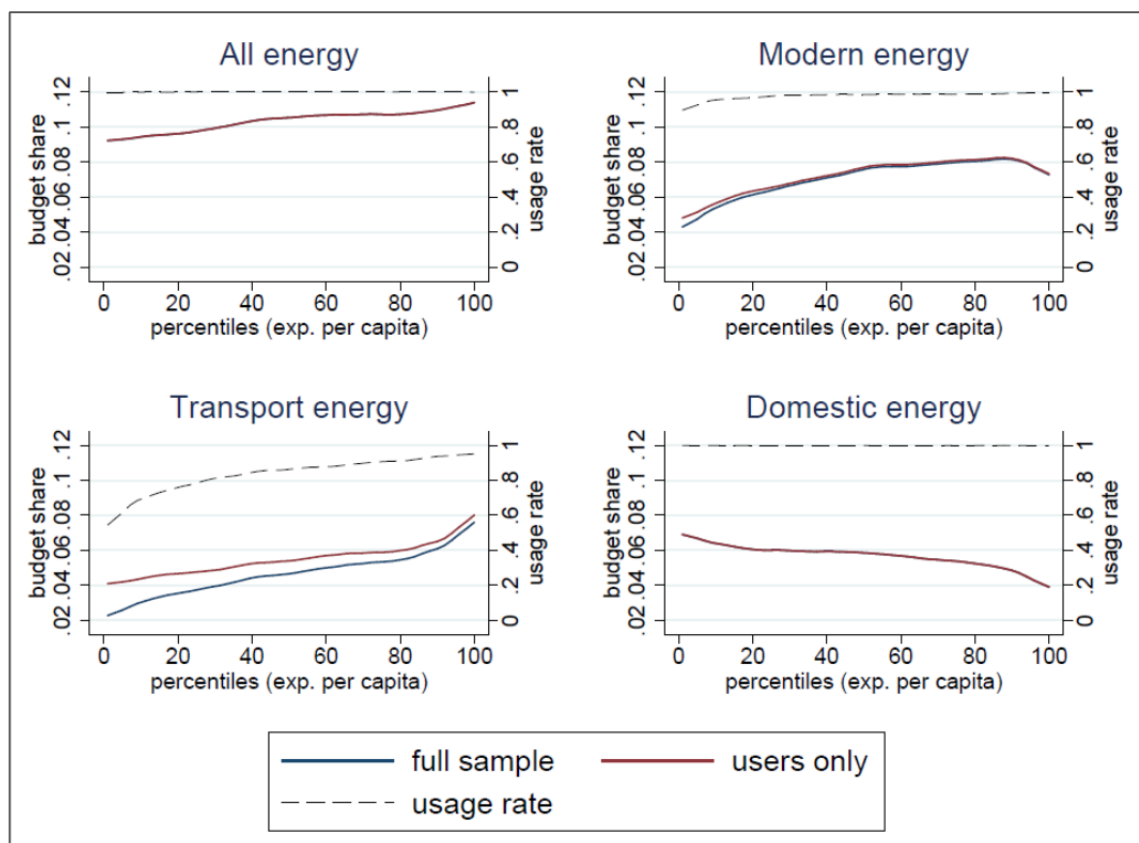 All energy
budget share
.02 .04 .06 .08 .1 .12
0 .2 .4 .6 .8 1
usage rate
0 20 40 60 80 100
percentiles (exp. per capita)
Modern energy
budget share
.02 .04 .06 .08 .1 .12
0 .2 .4 .6 .8 1
usage rate
0 20 40 60 80 100
percentiles (exp. per capita)
Transport energy
budget share
.02 .04 .06 .08 .1 .12
0 .2 .4 .6 .8 1
usage rate
0 20 40 60 80 100
percentiles (exp. per capita)
Domestic energy
budget share
.02 .04 .06 .08 .1 .12
0 .2 .4 .6 .8 1
usage rate
0 20 40 60 80 100
percentiles (exp. per capita)
full sample
users only
usage rate